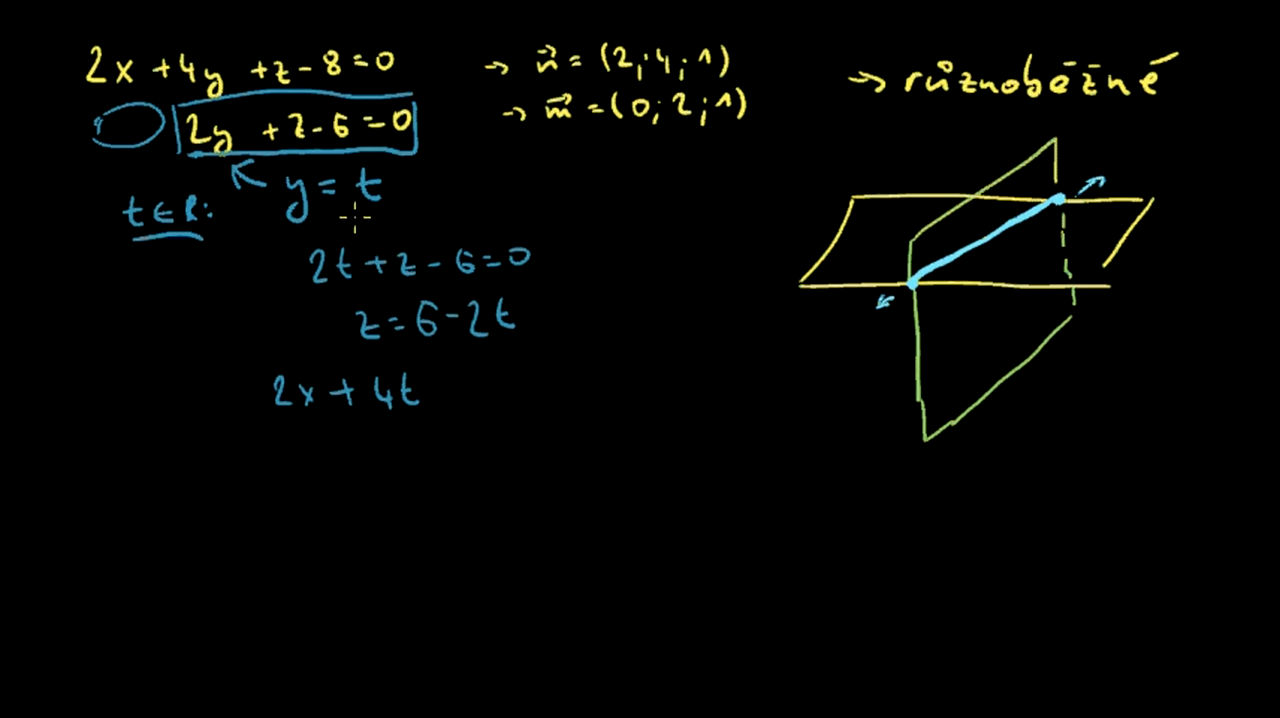 2x + 4y + z - 8 = 0 → n⃗ = (2; 4; 1)
2y + z - 6 = 0 → m⃗ = (0; 2; 1)
→ různoběžné
t ∈ R: y = t
2t + z - 6 = 0
z = 6 - 2t
2x + 4t